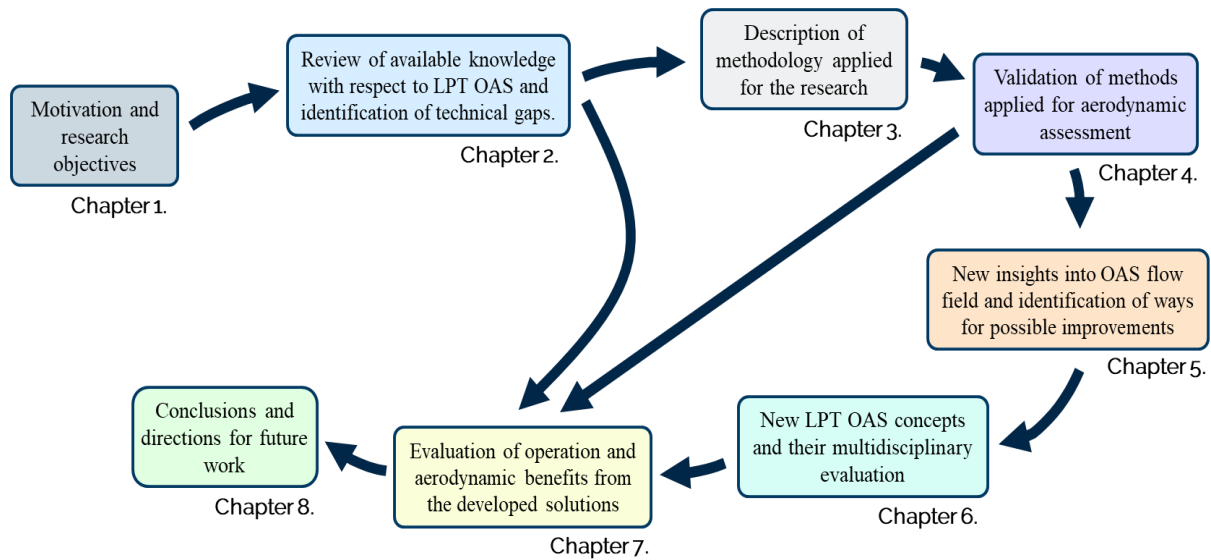 Motivation and
research
objectives
Chapter 1.
Review of available knowledge
with respect to LPT OAS and
identification of technical gaps.
Chapter 2.
Description of
methodology applied
for the research
Chapter 3.
Validation of methods
applied for aerodynamic
assessment
Chapter 4.
New insights into OAS flow
field and identification of ways
for possible improvements
Chapter 5.
New LPT OAS concepts
and their multidisciplinary
evaluation
Chapter 6.
Evaluation of operation and
aerodynamic benefits from
the developed solutions
Chapter 7.
Conclusions and
directions for future
work
Chapter 8.